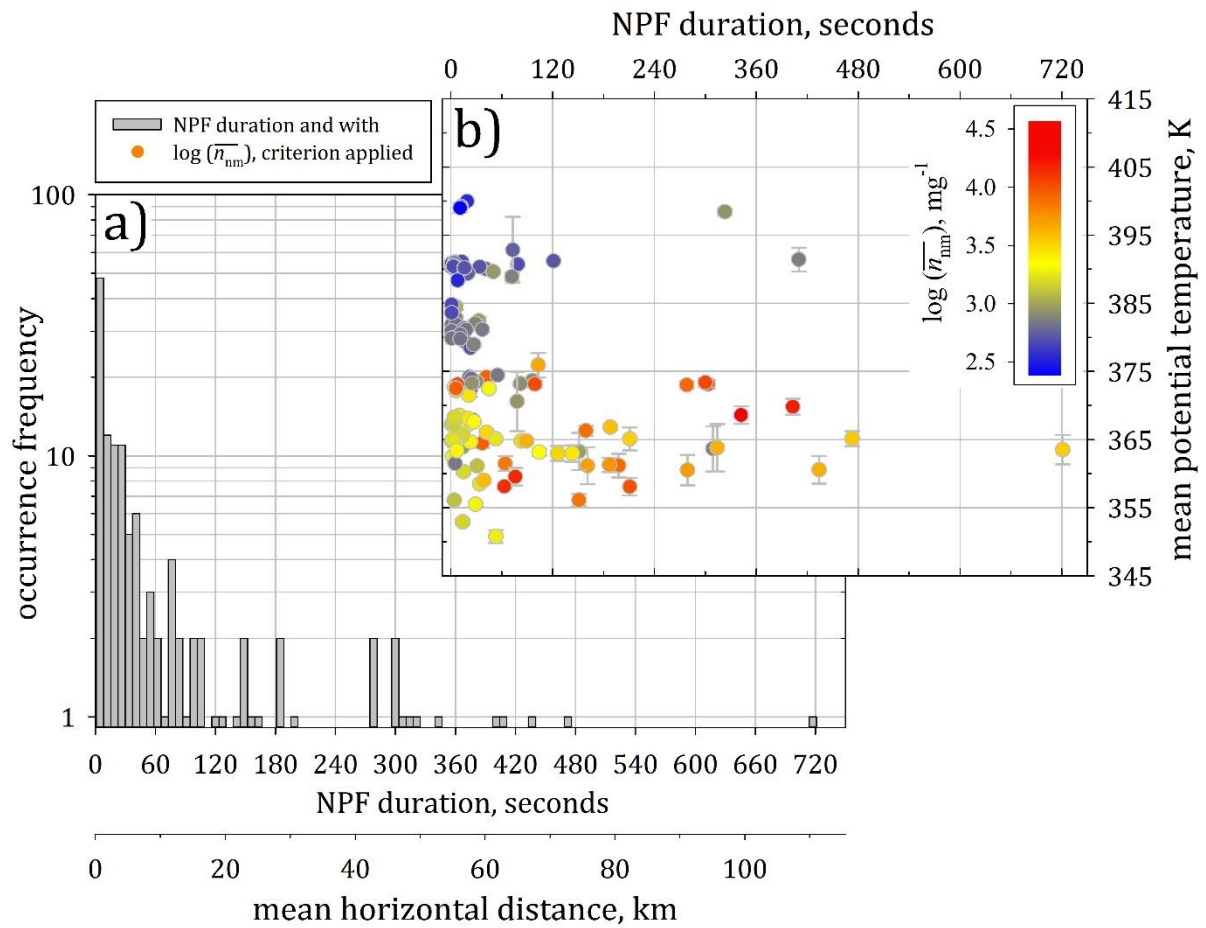 NPF duration, seconds
0 120 240 360 480 600 720
NPF duration and with
log (n̅nm), criterion applied
b)
4.5
4.0
3.5
3.0
2.5
log (n̅nm), mg-1
415
405
395
385
375
365
355
345
mean potential temperature, K
a)
100
10
1
occurrence frequency
0 60 120 180 240 300 360 420 480 540 600 660 720
NPF duration, seconds
0 20 40 60 80 100
mean horizontal distance, km